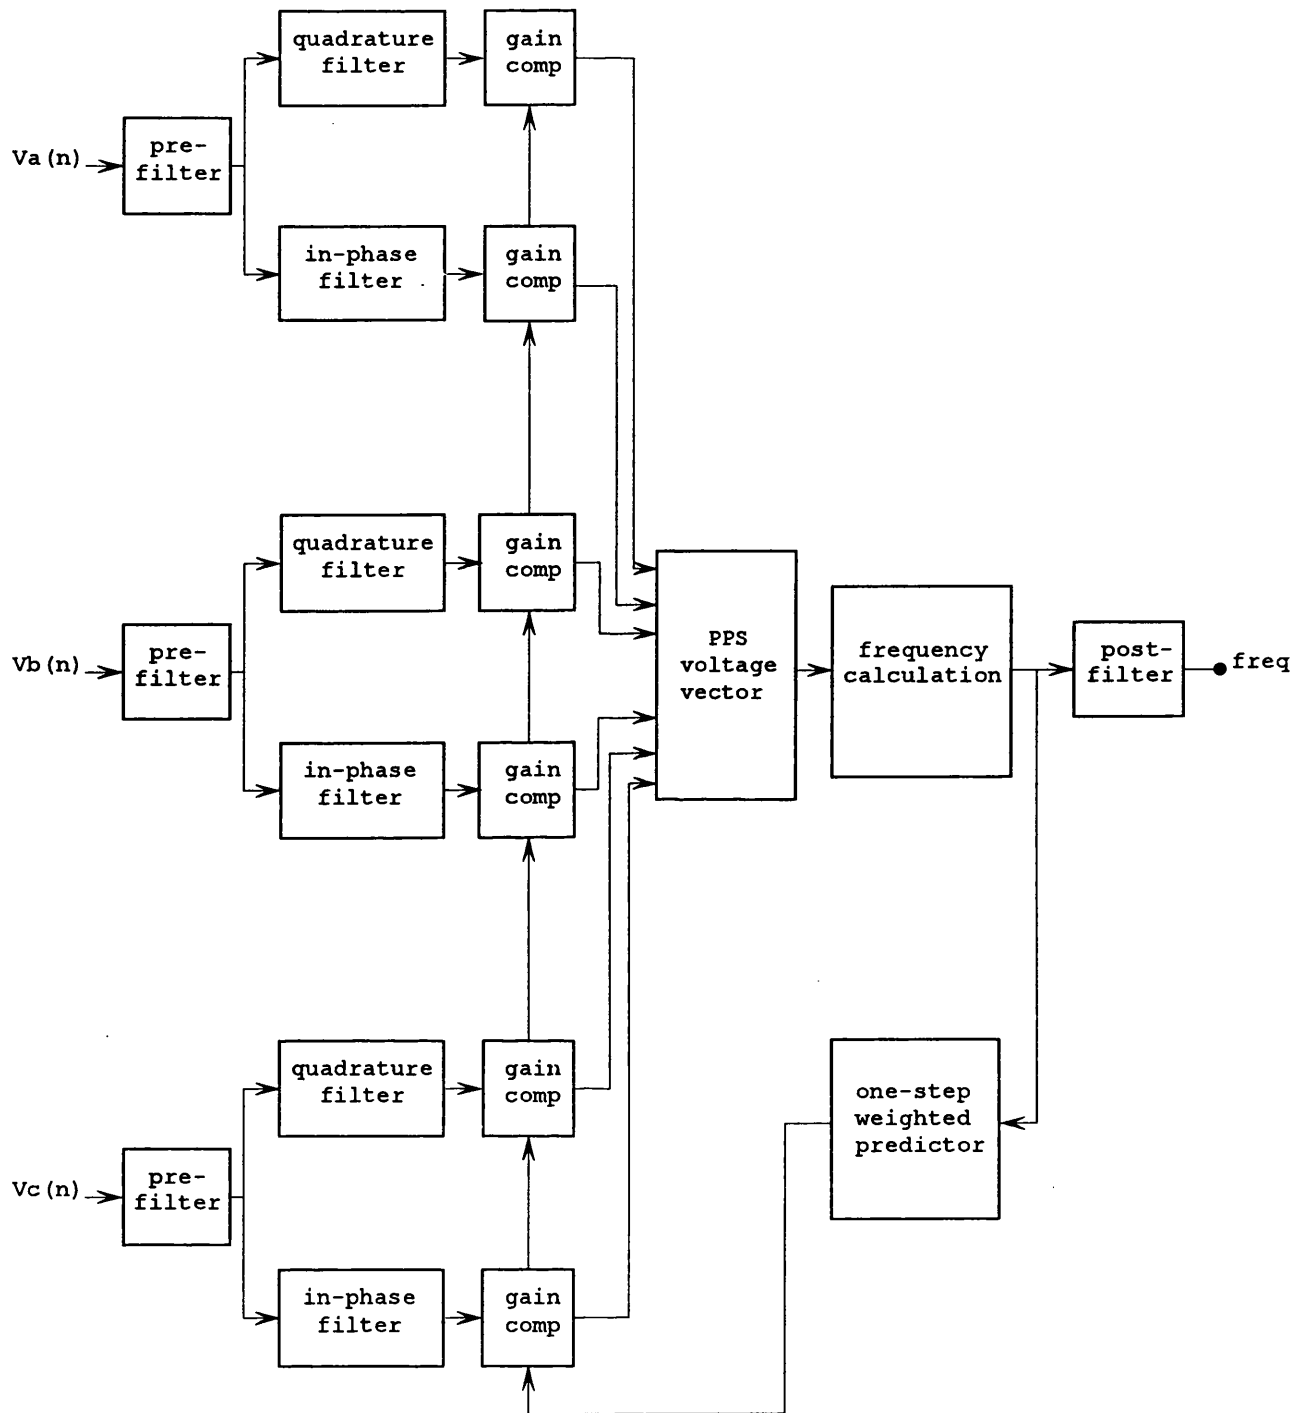 quadrature
filter
gain
comp
Va(n)
pre-
filter
in-phase
filter
gain
comp
quadrature
filter
gain
comp
Vb(n)
pre-
filter
in-phase
filter
gain
comp
PPS
voltage
vector
frequency
calculation
post-
filter
freq
quadrature
filter
gain
comp
one-step
weighted
predictor
Vc(n)
pre-
filter
in-phase
filter
gain
comp